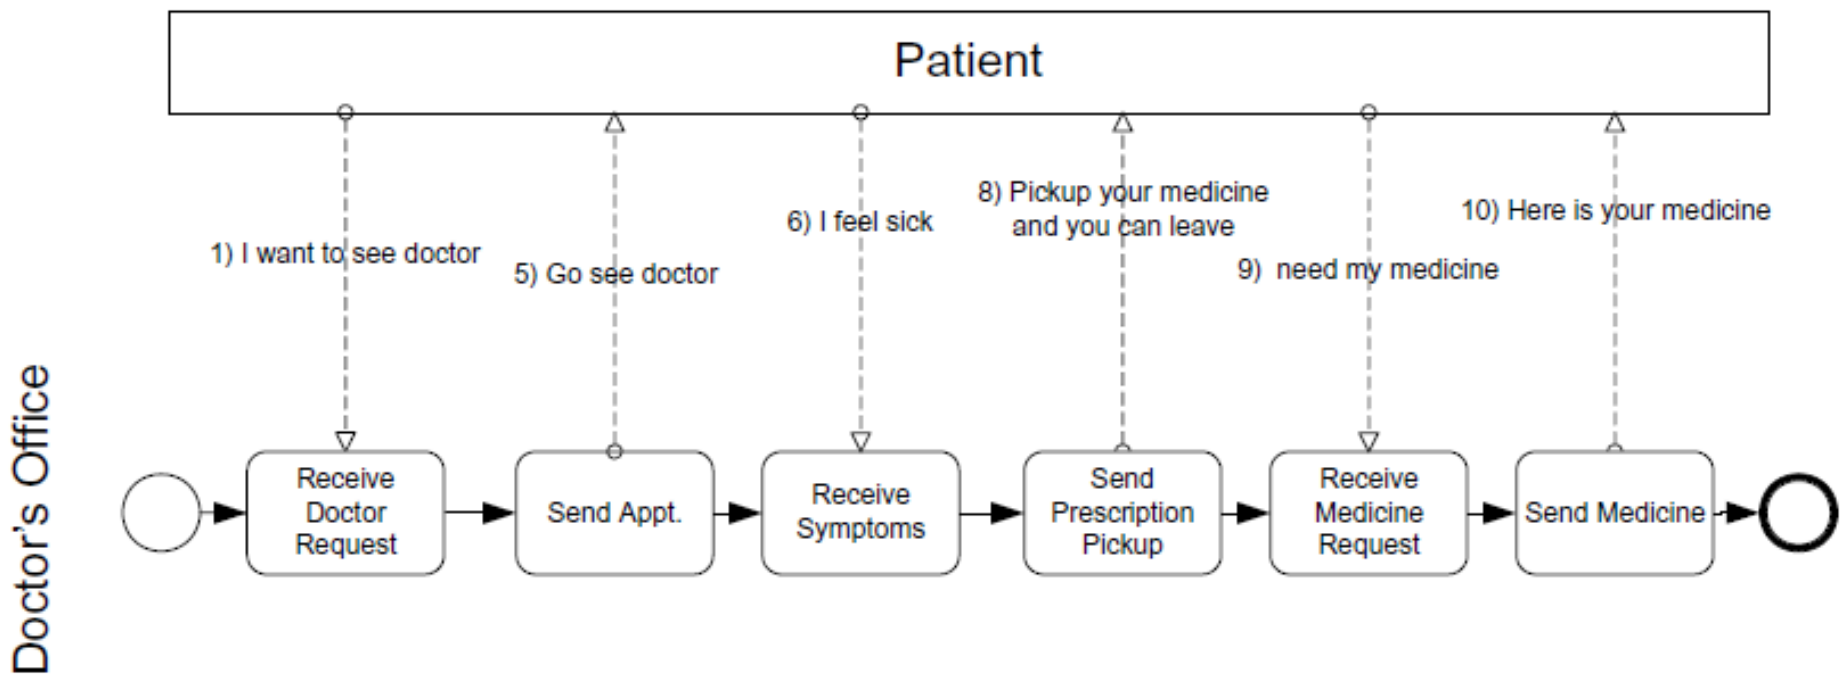 Patient
1) I want to see doctor
5) Go see doctor
6) I feel sick
8) Pickup your medicine
and you can leave
9)  need my medicine
10) Here is your medicine
Doctor's Office
Receive
Doctor
Request
Send Appt.
Receive
Symptoms
Send
Prescription
Pickup
Receive
Medicine
Request
Send Medicine